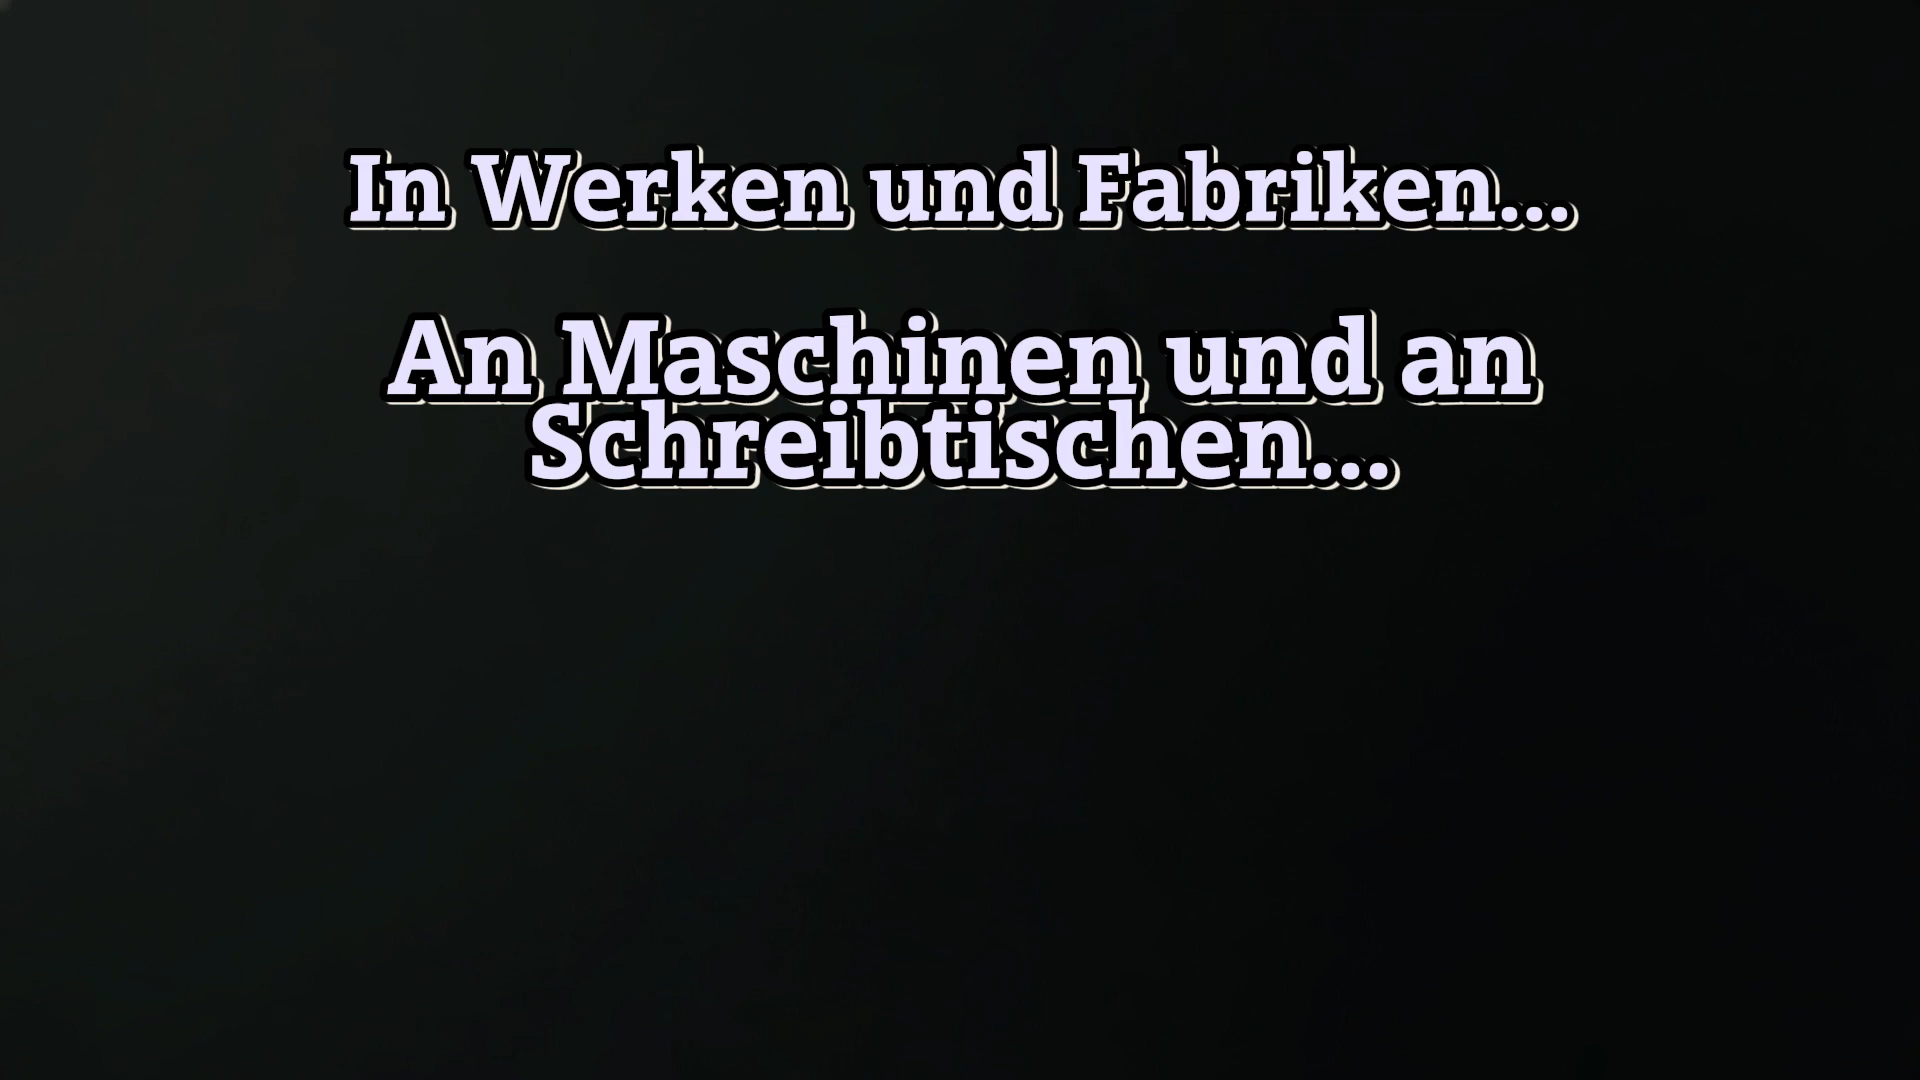 In Werken und Fabriken...
An Maschinen und an
Schreibtischen...